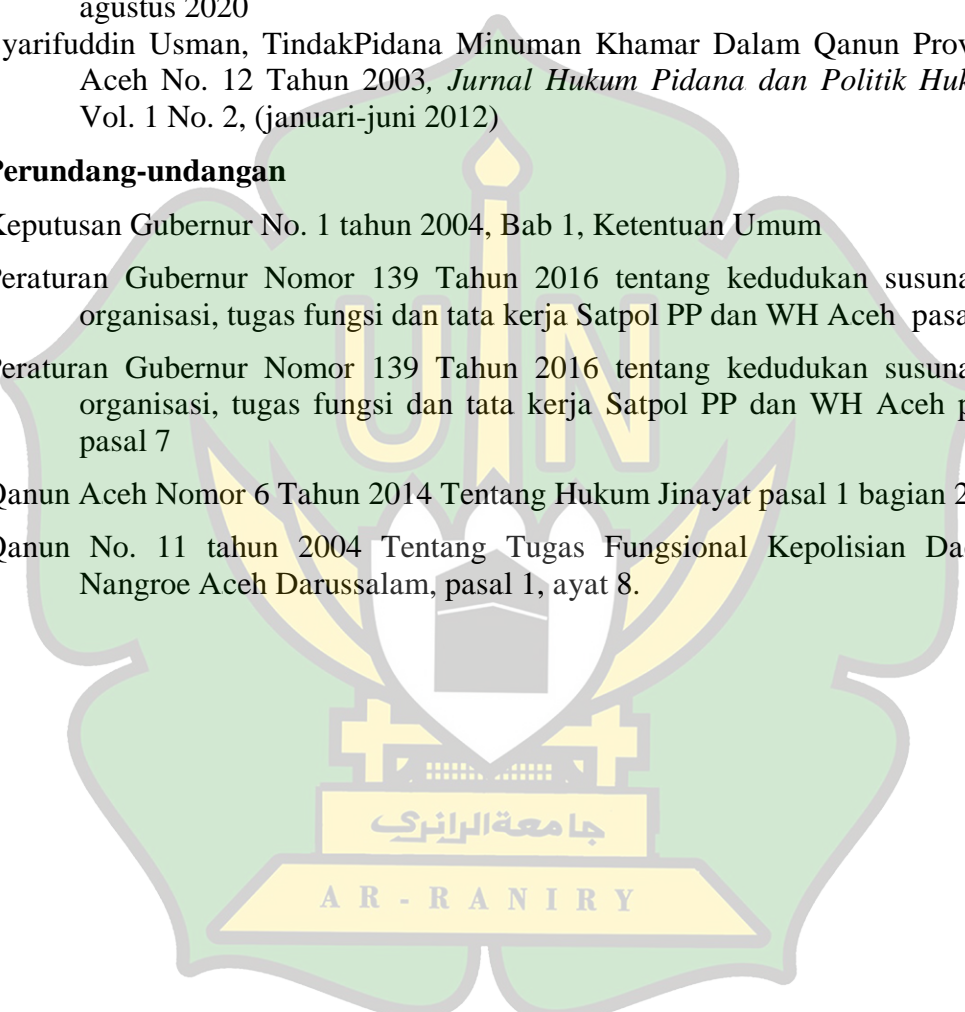 agustus 2020
yarifuddin Usman, TindakPidana Minuman Khamar Dalam Qanun Prov
Aceh No. 12 Tahun 2003, Jurnal Hukum Pidana dan Politik Huk
Vol. 1 No. 2, (januari-juni 2012)
Perundang-undangan
Keputusan Gubernur No. 1 tahun 2004, Bab 1, Ketentuan Umum
Peraturan Gubernur Nomor 139 Tahun 2016 tentang kedudukan susuna
organisasi, tugas fungsi dan tata kerja Satpol PP dan WH Aceh pasa
Peraturan Gubernur Nomor 139 Tahun 2016 tentang kedudukan susuna
organisasi, tugas fungsi dan tata kerja Satpol PP dan WH Aceh p
pasal 7
Qanun Aceh Nomor 6 Tahun 2014 Tentang Hukum Jinayat pasal 1 bagian 2
Qanun No. 11 tahun 2004 Tentang Tugas Fungsional Kepolisian Da
Nangroe Aceh Darussalam, pasal 1, ayat 8.
UIN
جامعة الرانري
AR-RANIRY